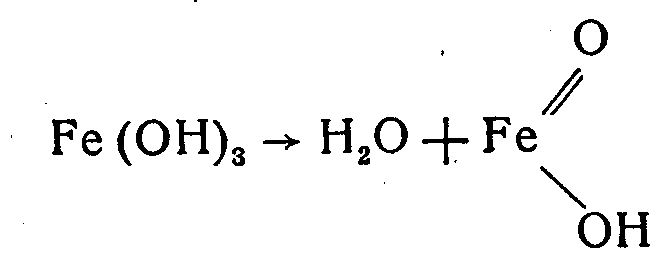 O
Fe(OH)₃ → H₂O + Fe
OH